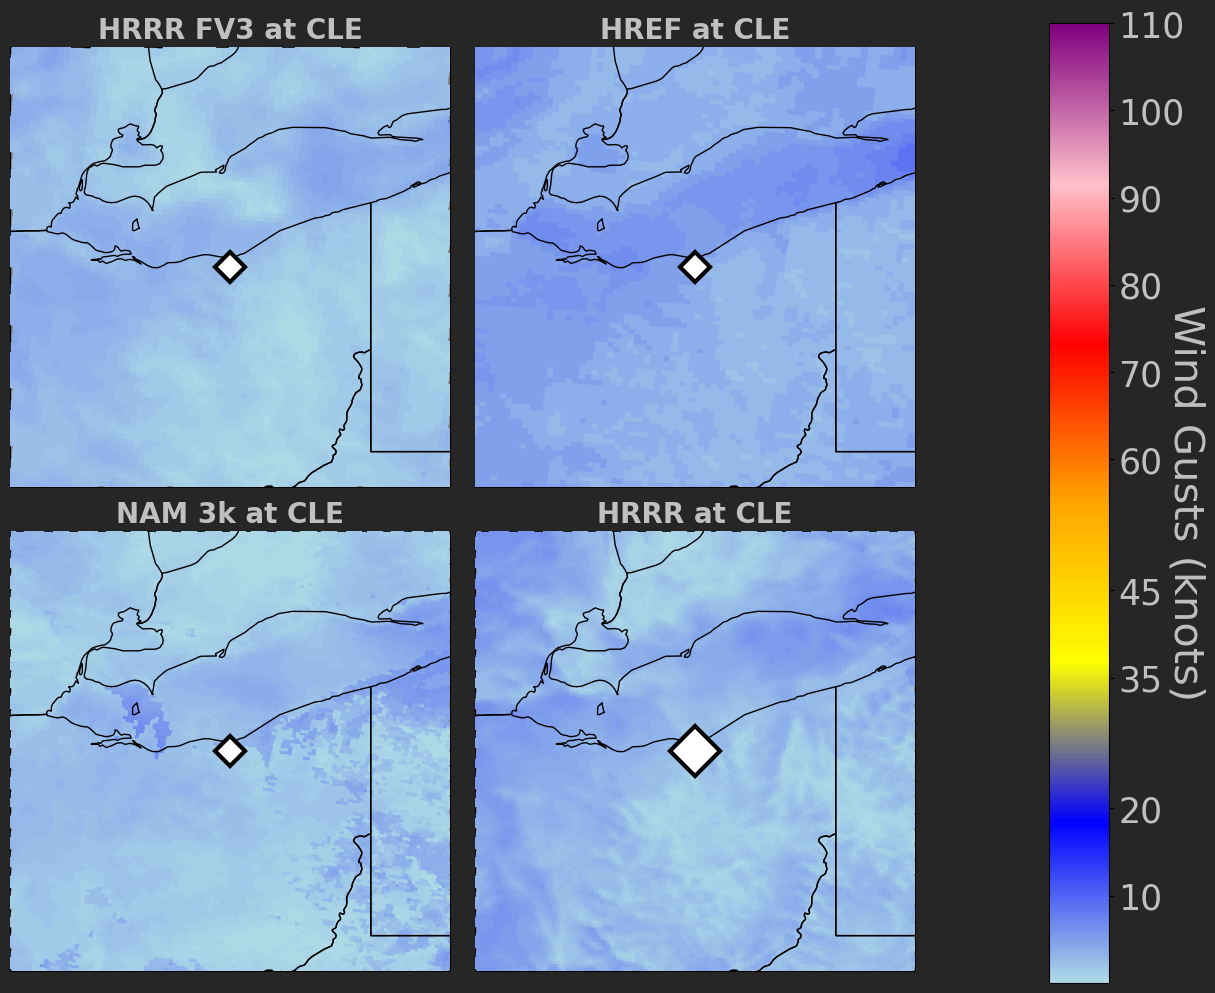 HRRR FV3 at CLE
HREF at CLE
NAM 3k at CLE
HRRR at CLE
110
100
90
80
70
60
45
35
20
10
Wind Gusts (knots)